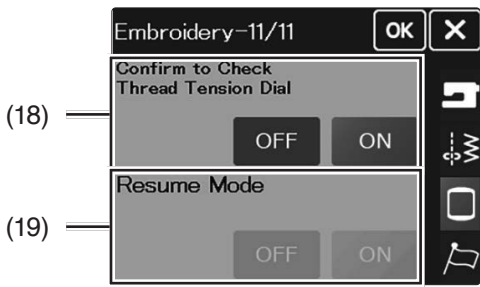 Embroidery-11/11 OK
Confirm to Check
Thread Tension Dial
(18)
OFF ON
Resume Mode
(19)
OFF ON